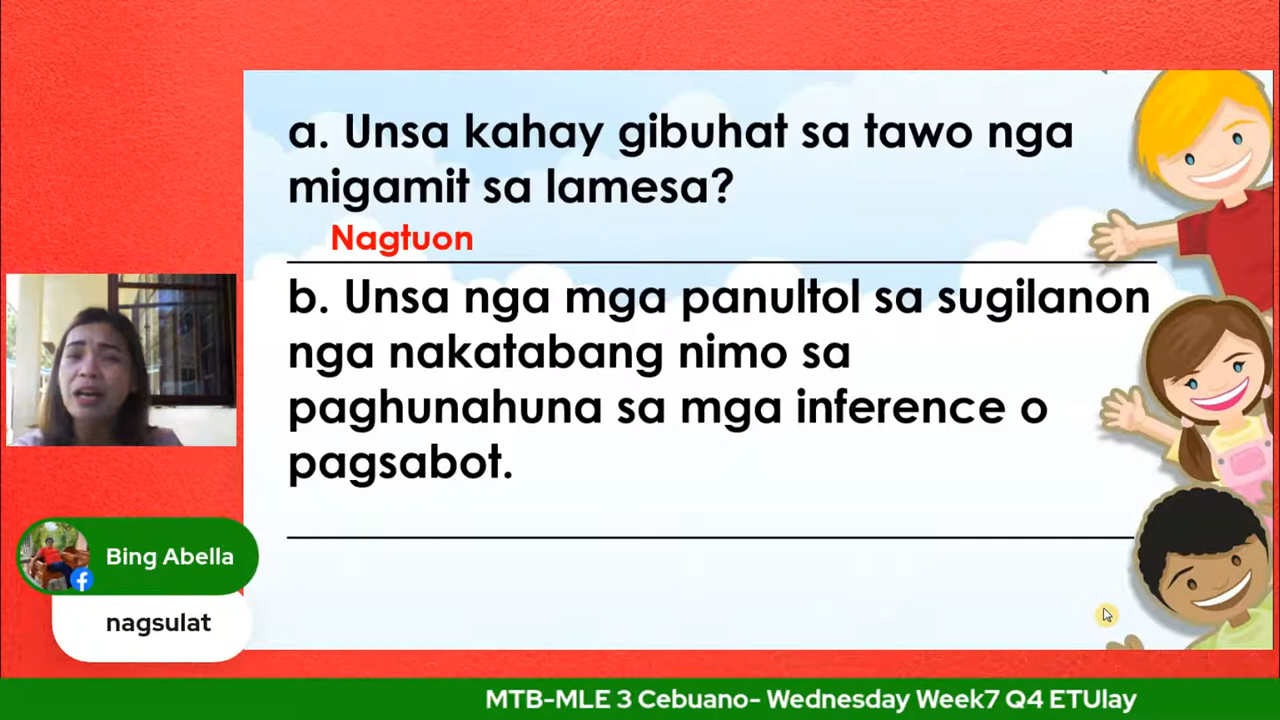 a. Unsa kahay gibuhat sa tawo nga
migamit sa lamesa?
Nagtuon
b. Unsa nga mga panultol sa sugilanon
nga nakatabang nimo sa
paghunahuna sa mga inference o
pagsabot.
Bing Abella
nagsulat
MTB-MLE 3 Cebuano- Wednesday Week7 Q4 ETUlay